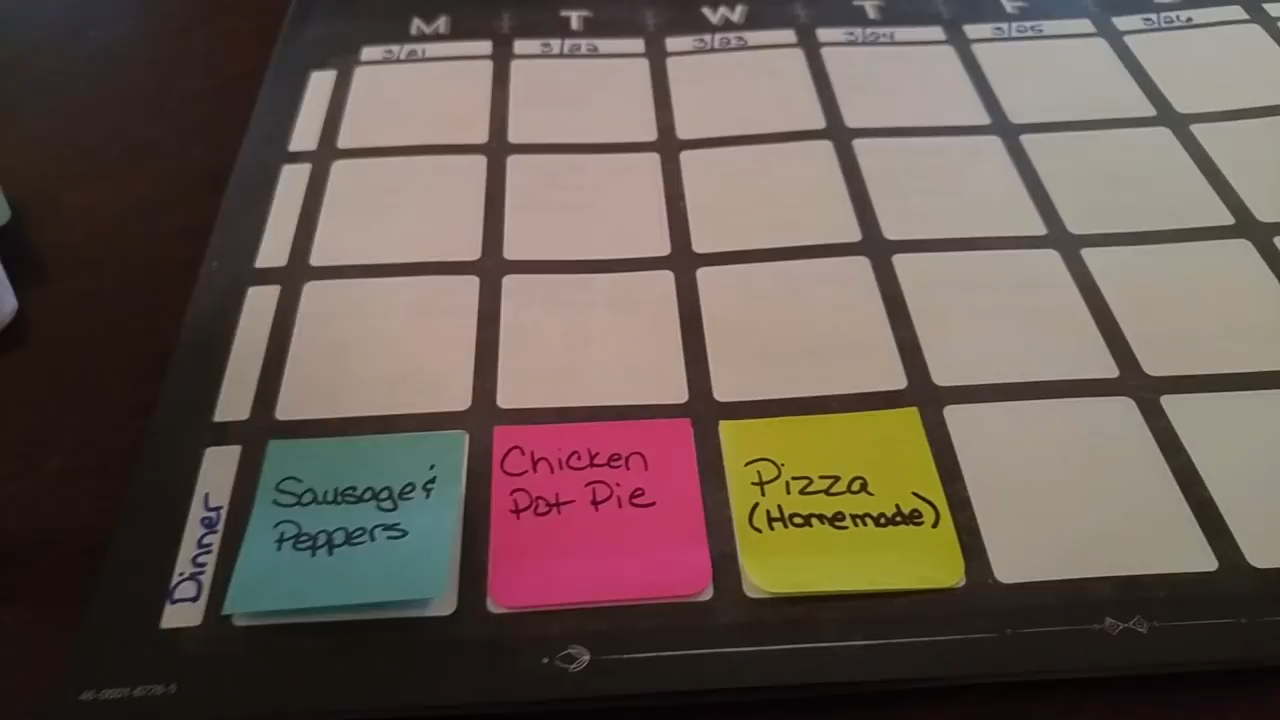 M T W T F
3/21 3/22 3/23 3/24 3/25 3/26
Dinner
Sausage &
Peppers
Chicken
Pot Pie
Pizza
(Homemade)